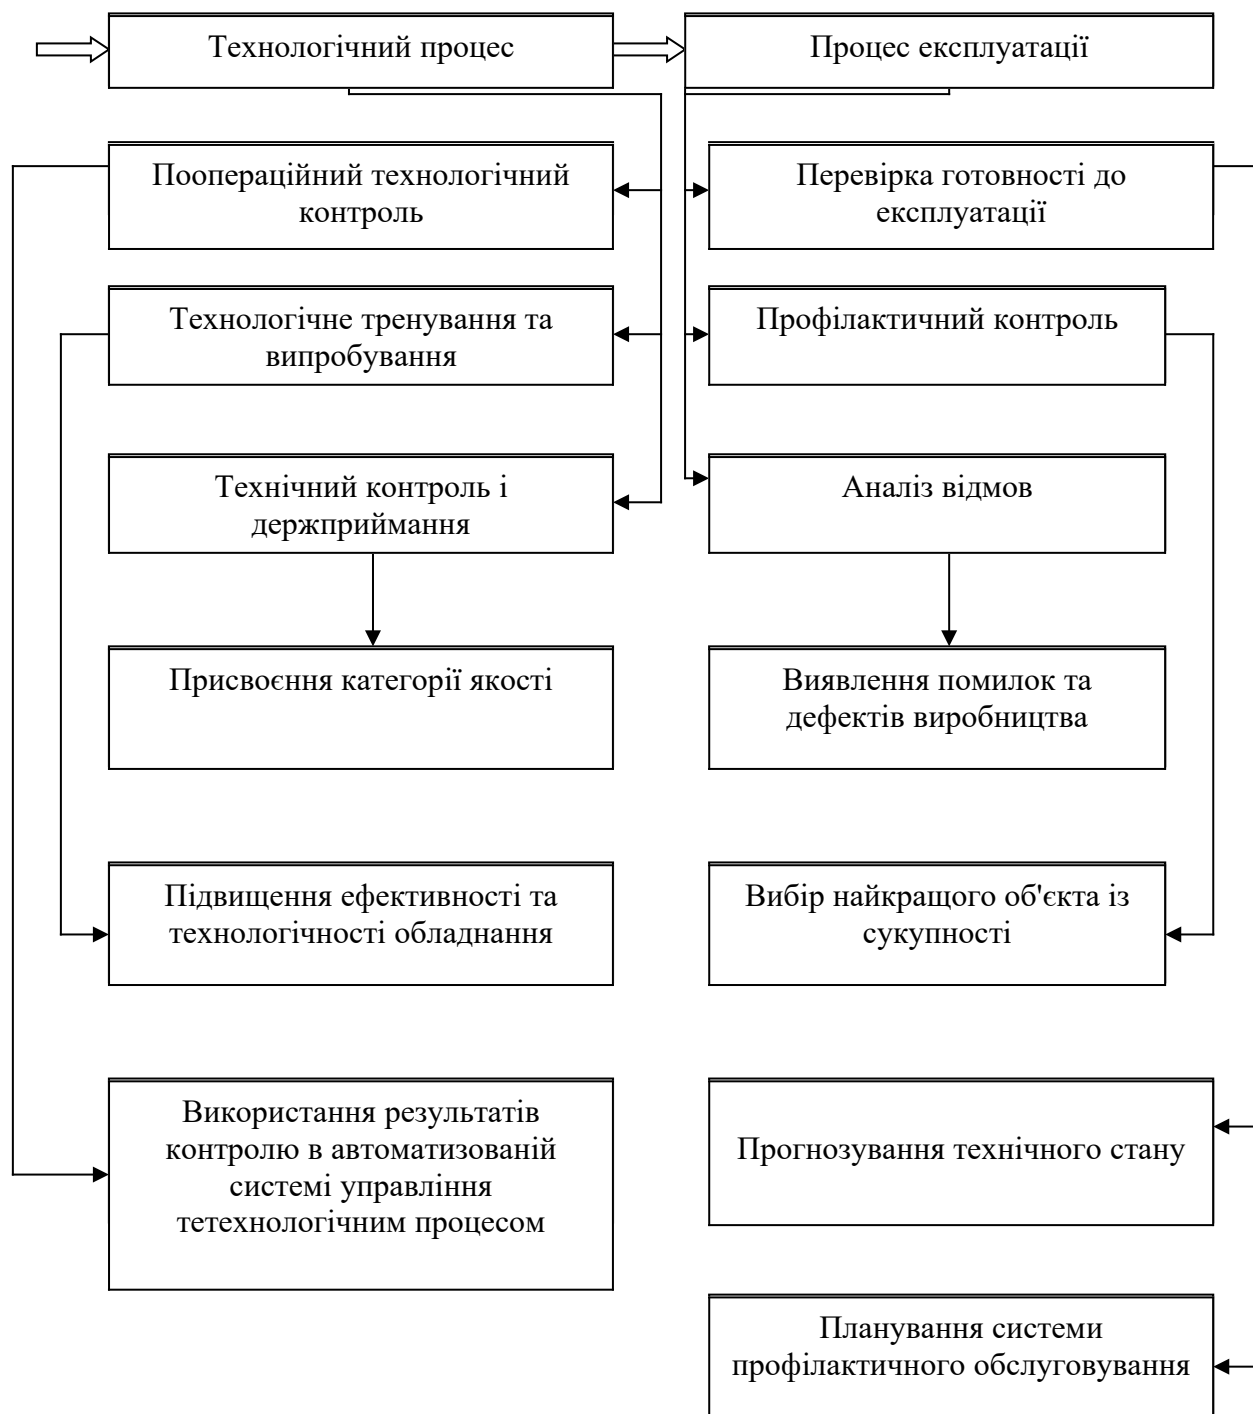 Технологічний процес
Процес експлуатації
Поопераційний технологічний
контроль
Перевірка готовності до
експлуатації
Технологічне тренування та
випробування
Профілактичний контроль
Технічний контроль і
держприймання
Аналіз відмов
Присвоєння категорії якості
Виявлення помилок та
дефектів виробництва
Підвищення ефективності та
технологічності обладнання
Вибір найкращого об'єкта із
сукупності
Використання результатів
контролю в автоматизованій
системі управління
тетехнологічним процесом
Прогнозування технічного стану
Планування системи
профілактичного обслуговування